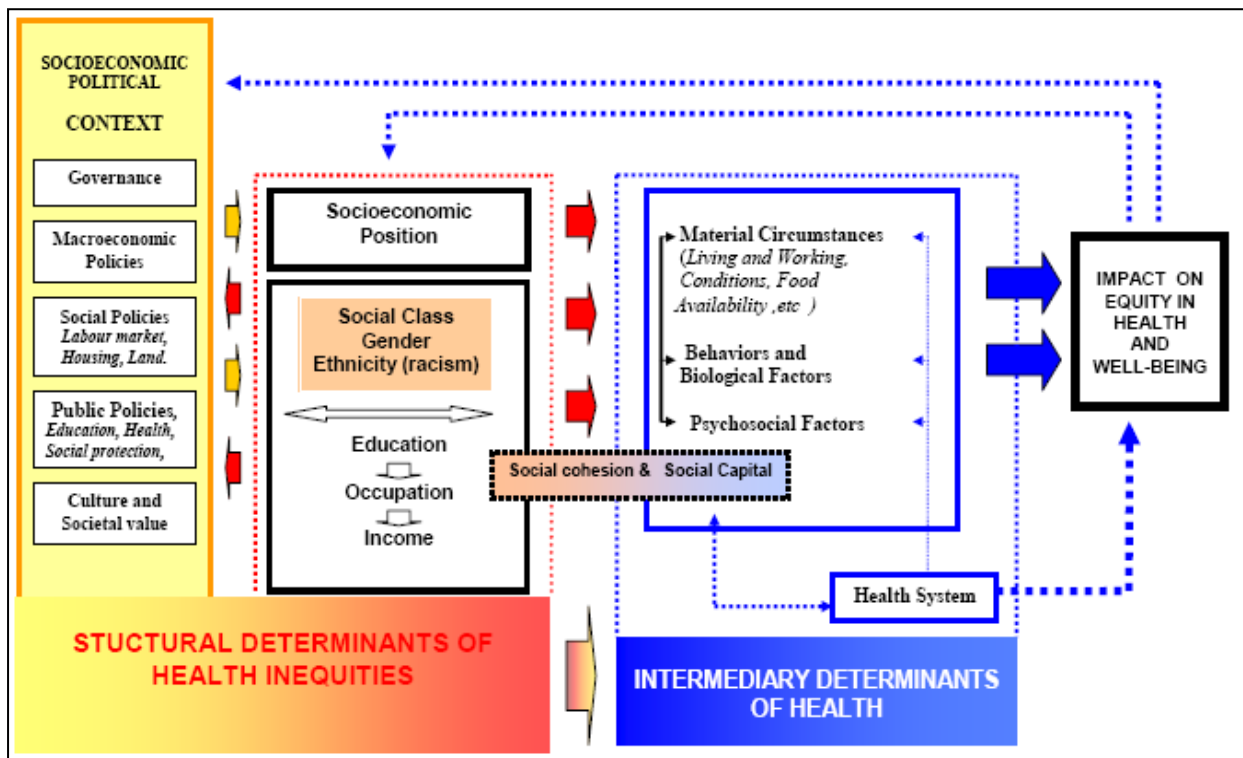 SOCIOECONOMIC
POLITICAL
CONTEXT
Governance
Macroeconomic
Policies
Social Policies
Labour market,
Housing, Land.
Public Policies,
Education, Health,
Social protection,
Culture and
Societal value
Socioeconomic
Position
Social Class
Gender
Ethnicity (racism)
Education
Occupation
Income
Social cohesion & Social Capital
Material Circumstances
(Living and Working,
Conditions, Food
Availability ,etc )
Behaviors and
Biological Factors
Psychosocial Factors
Health System
IMPACT ON
EQUITY IN
HEALTH
AND
WELL-BEING
STUCTURAL DETERMINANTS OF
HEALTH INEQUITIES
INTERMEDIARY DETERMINANTS
OF HEALTH